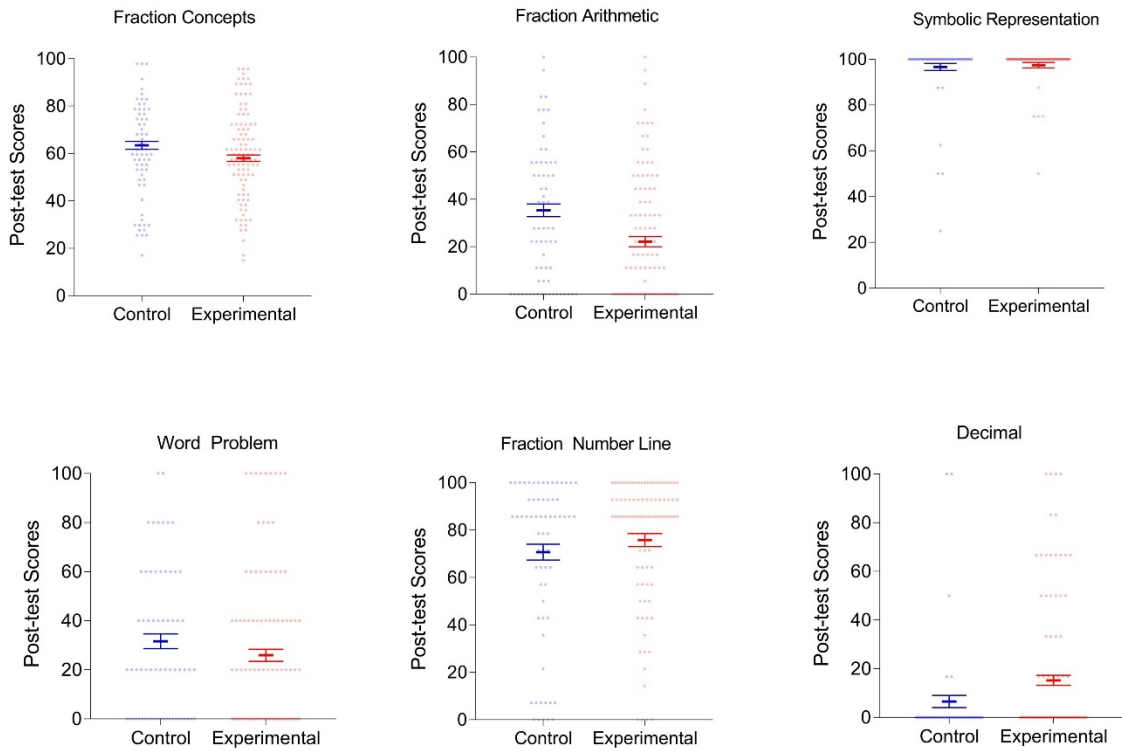 Fraction Concepts
Post-test Scores
100
80
60
40
20
0
Control Experimental
Fraction Arithmetic
Post-test Scores
100
80
60
40
20
0
Control Experimental
Symbolic Representation
Post-test Scores
100
80
60
40
20
0
Control Experimental
Word Problem
Post-test Scores
100
80
60
40
20
0
Control Experimental
Fraction Number Line
Post-test Scores
100
80
60
40
20
0
Control Experimental
Decimal
Post-test Scores
100
80
60
40
20
0
Control Experimental